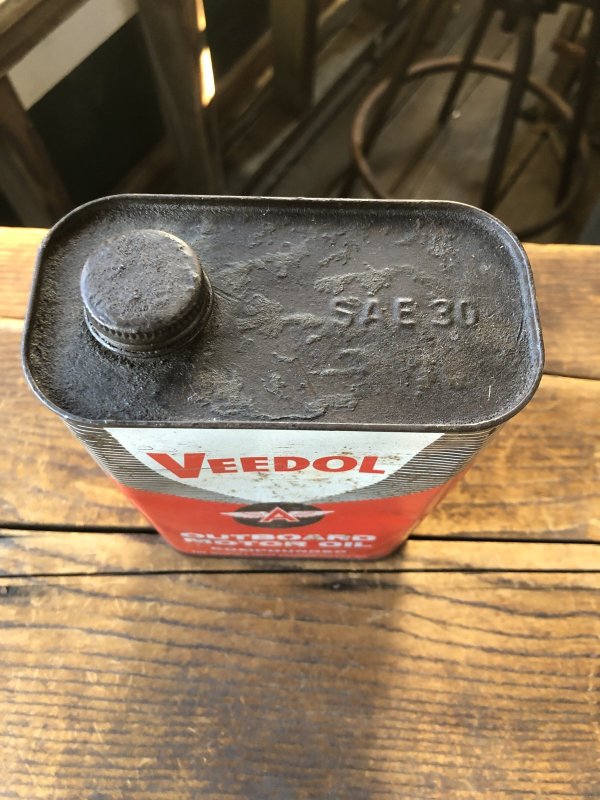 SAE 30
VEEDOL
A
OUTBOARD
MOTOR OIL